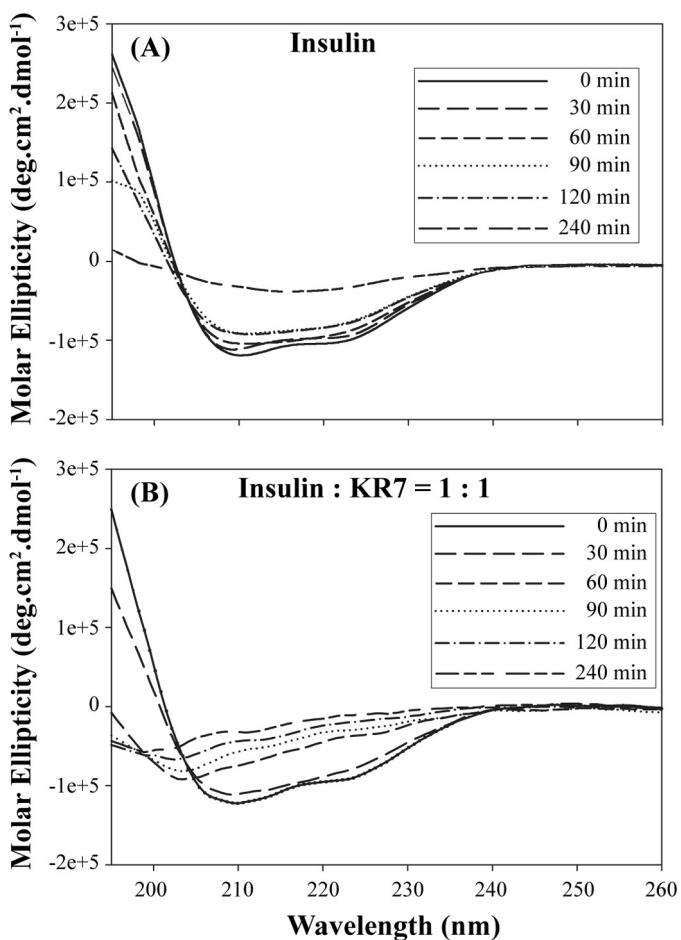 (A) Insulin
3e+5
2e+5
1e+5
0
-1e+5
-2e+5
Molar Ellipticity (deg.cm².dmol⁻¹)
0 min
30 min
60 min
90 min
120 min
240 min
(B) Insulin : KR7 = 1 : 1
3e+5
2e+5
1e+5
0
-1e+5
-2e+5
Molar Ellipticity (deg.cm².dmol⁻¹)
0 min
30 min
60 min
90 min
120 min
240 min
200 210 220 230 240 250 260
Wavelength (nm)